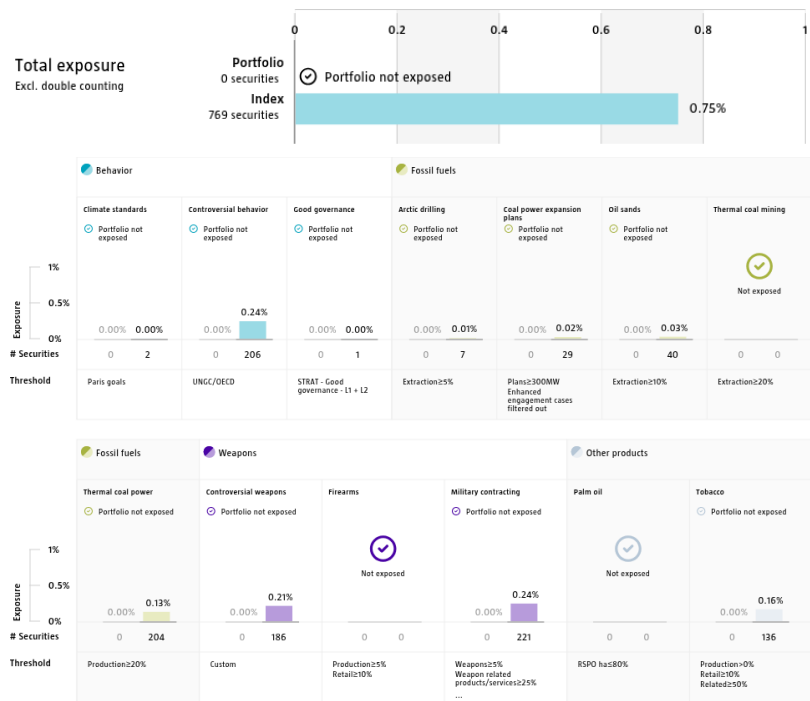 0 0.2 0.4 0.6 0.8 1
Total exposure
Excl. double counting
Portfolio
0 securities
Portfolio not exposed
Index
769 securities
0.75%
Behavior
Fossil fuels
Climate standards
Controversial behavior
Good governance
Arctic drilling
Coal power expansion
plans
Oil sands
Thermal coal mining
Portfolio not
exposed
Portfolio not
exposed
Portfolio not
exposed
Portfolio not
exposed
Portfolio not
exposed
Portfolio not
exposed
Not exposed
Exposure
1%
0.5%
0%
0.00% 0.00%
0.00% 0.24%
0.00% 0.00%
0.00% 0.01%
0.00% 0.02%
0.00% 0.03%
# Securities
0 2
0 206
0 1
0 7
0 29
0 40
0 0
Threshold
Paris goals
UNGC/OECD
STRAT - Good
governance - L1 + L2
Extraction≥5%
Plans≥300MW
Enhanced
engagement cases
filtered out
Extraction≥10%
Extraction≥20%
Fossil fuels
Weapons
Other products
Thermal coal power
Controversial weapons
Firearms
Military contracting
Palm oil
Tobacco
Portfolio not exposed
Portfolio not exposed
Not exposed
Portfolio not exposed
Not exposed
Portfolio not exposed
Exposure
1%
0.5%
0%
0.00% 0.13%
0.00% 0.21%
0.00% 0.24%
0.00% 0.16%
# Securities
0 204
0 186
0 0
0 221
0 0
0 136
Threshold
Production≥20%
Custom
Production≥5%
Retail≥10%
Weapons≥5%
Weapon related
products/services≥25%
...
RSPO ha≤80%
Production>0%
Retail≥10%
Related≥50%